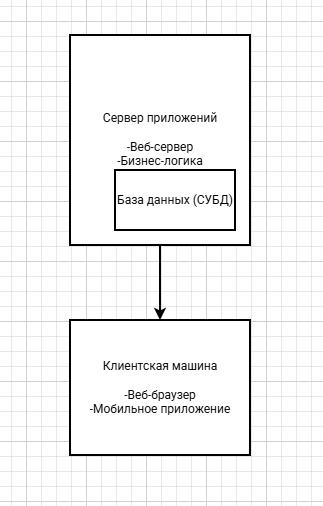 Сервер приложений
-Веб-сервер
-Бизнес-логика
База данных (СУБД)
Клиентская машина
-Веб-браузер
-Мобильное приложение